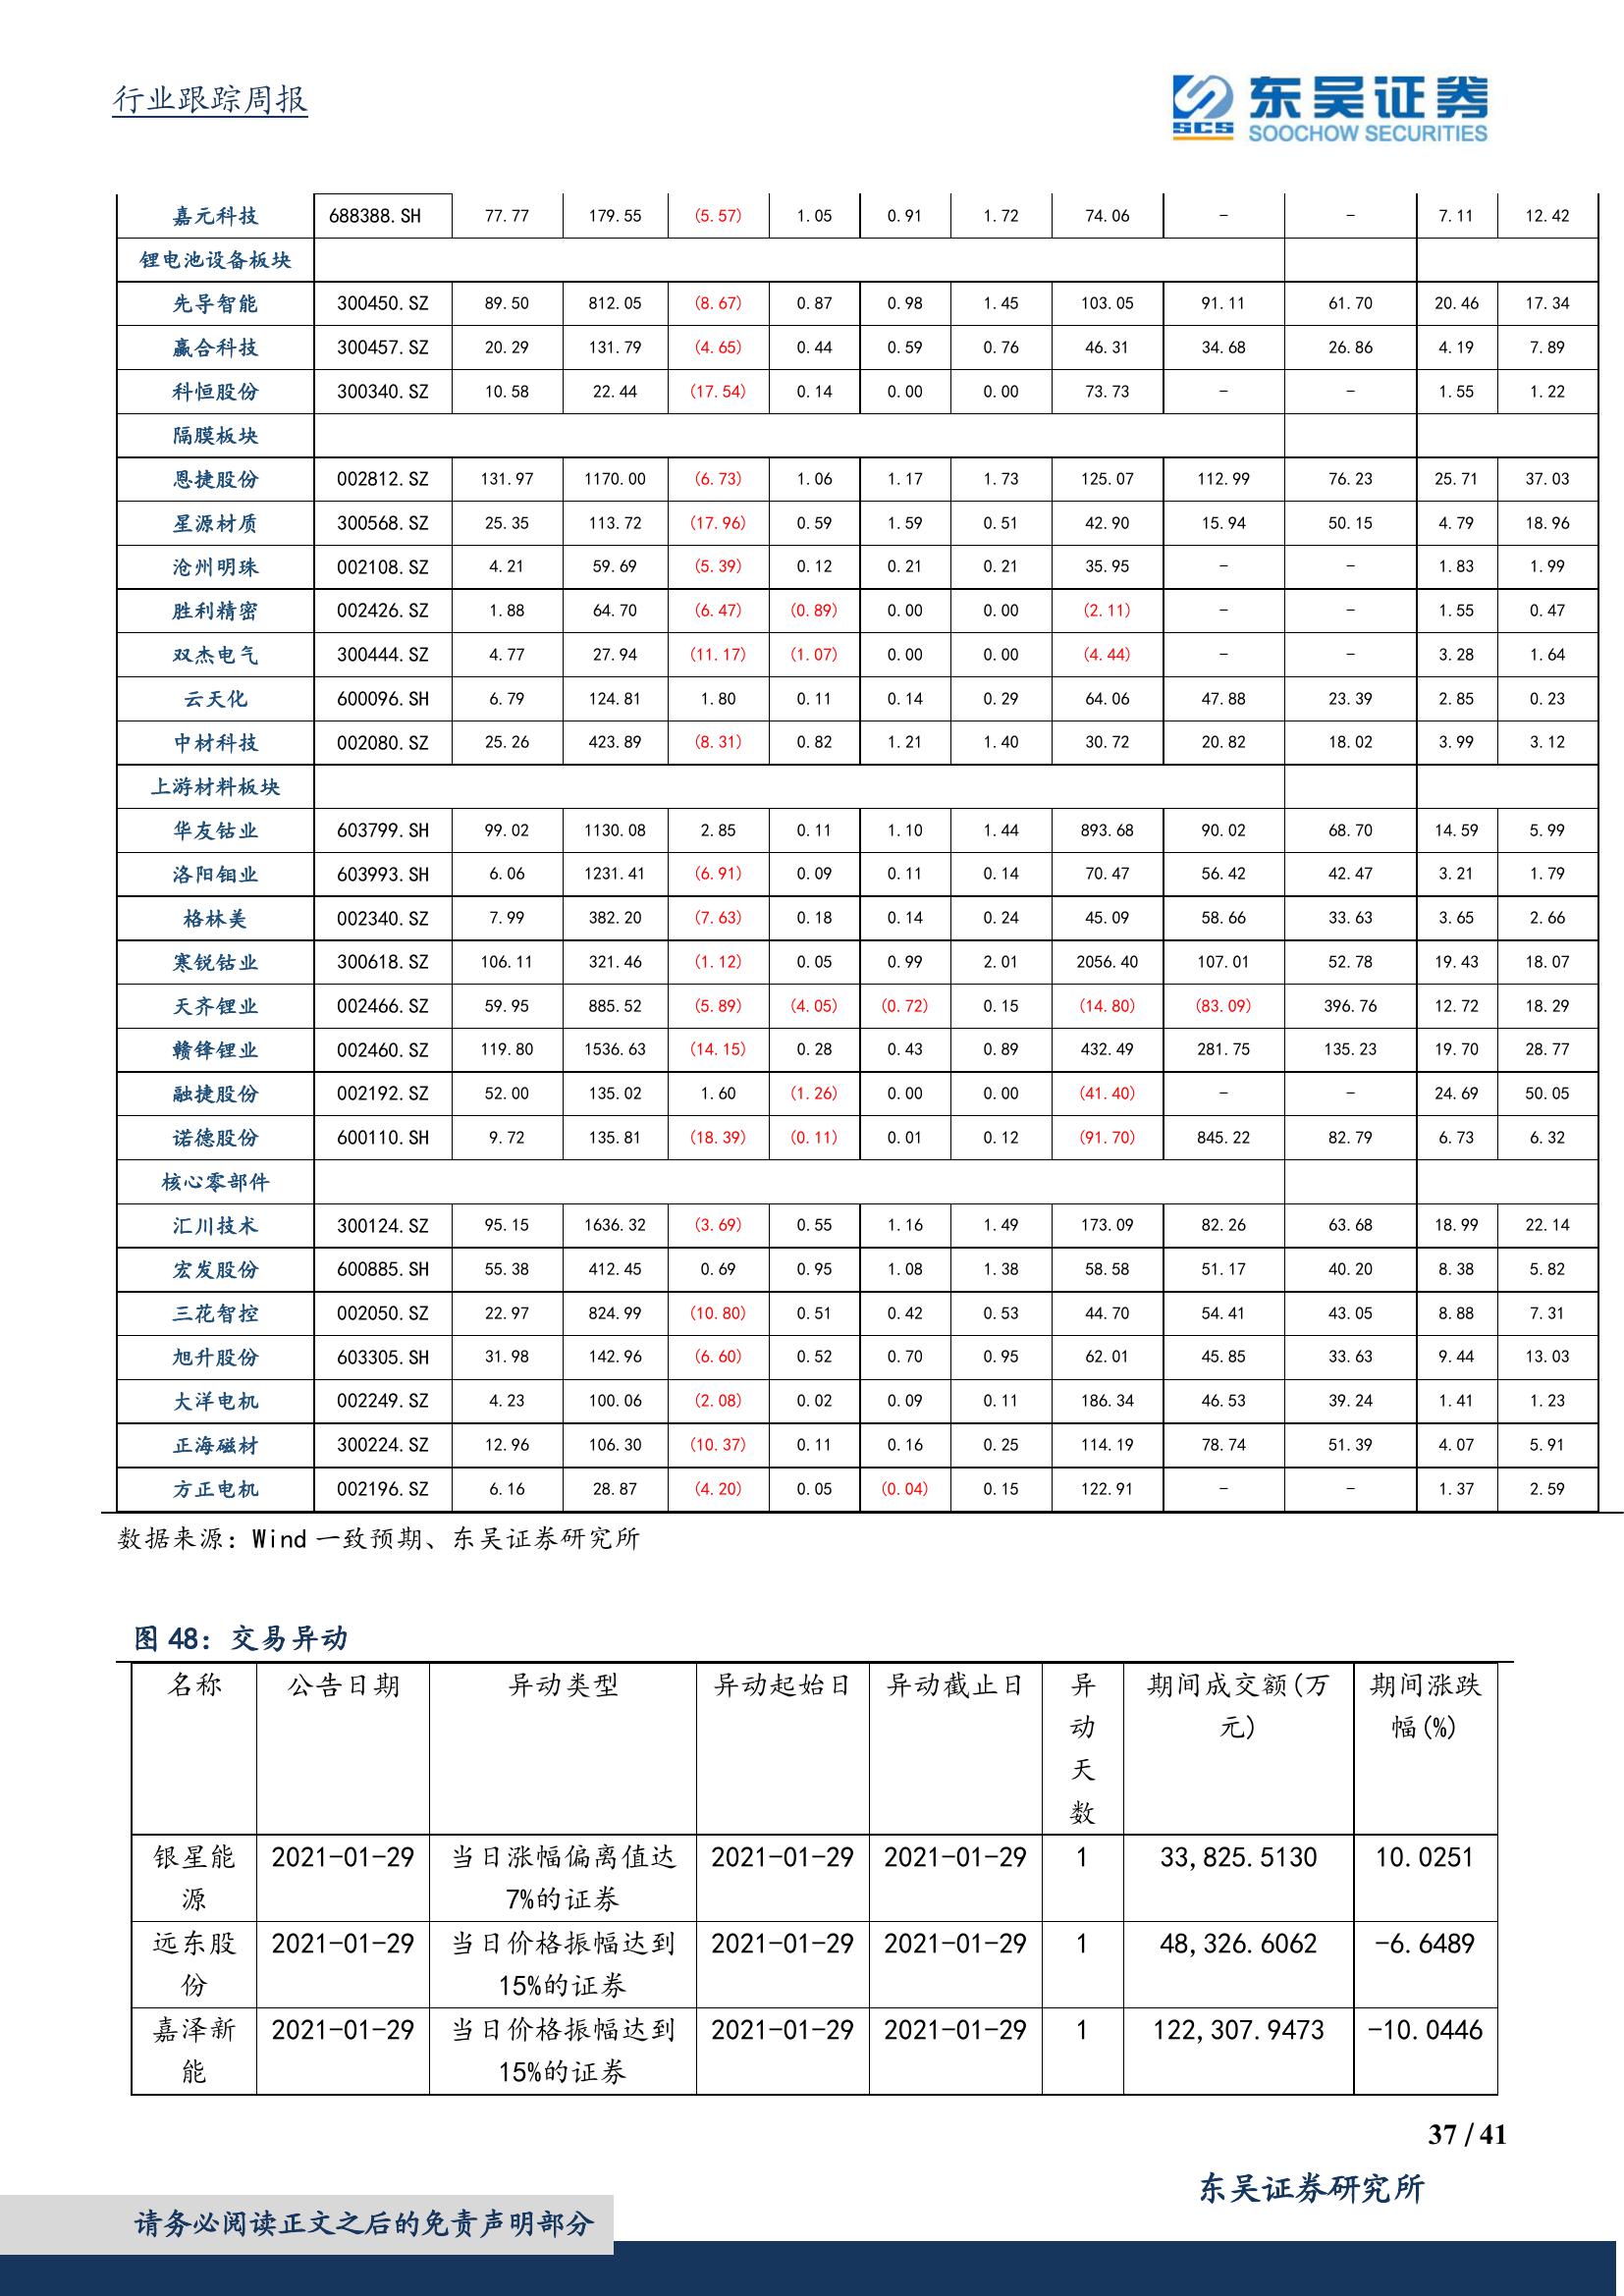 行业跟踪周报
东吴证券
SCS
SOOCHOW SECURITIES
嘉元科技 688388.SH 77.77 179.55 (5.57) 1.05 0.91 1.72 74.06 - - 7.11 12.42
锂电池设备板块
先导智能 300450.SZ 89.50 812.05 (8.67) 0.87 0.98 1.45 103.05 91.11 61.70 20.46 17.34
赢合科技 300457.SZ 20.29 131.79 (4.65) 0.44 0.59 0.76 46.31 34.68 26.86 4.19 7.89
科恒股份 300340.SZ 10.58 22.44 (17.54) 0.14 0.00 0.00 73.73 - - 1.55 1.22
隔膜板块
恩捷股份 002812.SZ 131.97 1170.00 (6.73) 1.06 1.17 1.73 125.07 112.99 76.23 25.71 37.03
星源材质 300568.SZ 25.35 113.72 (17.96) 0.59 1.59 0.51 42.90 15.94 50.15 4.79 18.96
沧州明珠 002108.SZ 4.21 59.69 (5.39) 0.12 0.21 0.21 35.95 - - 1.83 1.99
胜利精密 002426.SZ 1.88 64.70 (6.47) (0.89) 0.00 0.00 (2.11) - - 1.55 0.47
双杰电气 300444.SZ 4.77 27.94 (11.17) (1.07) 0.00 0.00 (4.44) - - 3.28 1.64
云天化 600096.SH 6.79 124.81 1.80 0.11 0.14 0.29 64.06 47.88 23.39 2.85 0.23
中材科技 002080.SZ 25.26 423.89 (8.31) 0.82 1.21 1.40 30.72 20.82 18.02 3.99 3.12
上游材料板块
华友钴业 603799.SH 99.02 1130.08 2.85 0.11 1.10 1.44 893.68 90.02 68.70 14.59 5.99
洛阳钼业 603993.SH 6.06 1231.41 (6.91) 0.09 0.11 0.14 70.47 56.42 42.47 3.21 1.79
格林美 002340.SZ 7.99 382.20 (7.63) 0.18 0.14 0.24 45.09 58.66 33.63 3.65 2.66
寒锐钴业 300618.SZ 106.11 321.46 (1.12) 0.05 0.99 2.01 2056.40 107.01 52.78 19.43 18.07
天齐锂业 002466.SZ 59.95 885.52 (5.89) (4.05) (0.72) 0.15 (14.80) (83.09) 396.76 12.72 18.29
赣锋锂业 002460.SZ 119.80 1536.63 (14.15) 0.28 0.43 0.89 432.49 281.75 135.23 19.70 28.77
融捷股份 002192.SZ 52.00 135.02 1.60 (1.26) 0.00 0.00 (41.40) - - 24.69 50.05
诺德股份 600110.SH 9.72 135.81 (18.39) (0.11) 0.01 0.12 (91.70) 845.22 82.79 6.73 6.32
核心零部件
汇川技术 300124.SZ 95.15 1636.32 (3.69) 0.55 1.16 1.49 173.09 82.26 63.68 18.99 22.14
宏发股份 600885.SH 55.38 412.45 0.69 0.95 1.08 1.38 58.58 51.17 40.20 8.38 5.82
三花智控 002050.SZ 22.97 824.99 (10.80) 0.51 0.42 0.53 44.70 54.41 43.05 8.88 7.31
旭升股份 603305.SH 31.98 142.96 (6.60) 0.52 0.70 0.95 62.01 45.85 33.63 9.44 13.03
大洋电机 002249.SZ 4.23 100.06 (2.08) 0.02 0.09 0.11 186.34 46.53 39.24 1.41 1.23
正海磁材 300224.SZ 12.96 106.30 (10.37) 0.11 0.16 0.25 114.19 78.74 51.39 4.07 5.91
方正电机 002196.SZ 6.16 28.87 (4.20) 0.05 (0.04) 0.15 122.91 - - 1.37 2.59
数据来源：Wind 一致预期、东吴证券研究所
图 48：交易异动
名称 公告日期 异动类型 异动起始日 异动截止日 异 期间成交额(万 期间涨跌
动 元) 幅(%)
天
数
银星能 2021-01-29 当日涨幅偏离值达 2021-01-29 2021-01-29 1 33,825.5130 10.0251
源 7%的证券
远东股 2021-01-29 当日价格振幅达到 2021-01-29 2021-01-29 1 48,326.6062 -6.6489
份 15%的证券
嘉泽新 2021-01-29 当日价格振幅达到 2021-01-29 2021-01-29 1 122,307.9473 -10.0446
能 15%的证券
37 / 41
东吴证券研究所
请务必阅读正文之后的免责声明部分